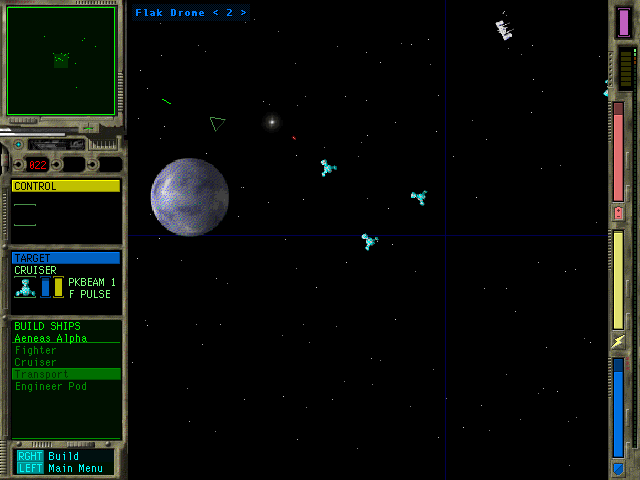 Flak Drone < 2 >
022
CONTROL
TARGET
CRUISER
PKBEAM 1
F PULSE
BUILD SHIPS
Aeneas Alpha
Fighter
Cruiser
Transport
Engineer Pod
RGHT Build
LEFT Main Menu